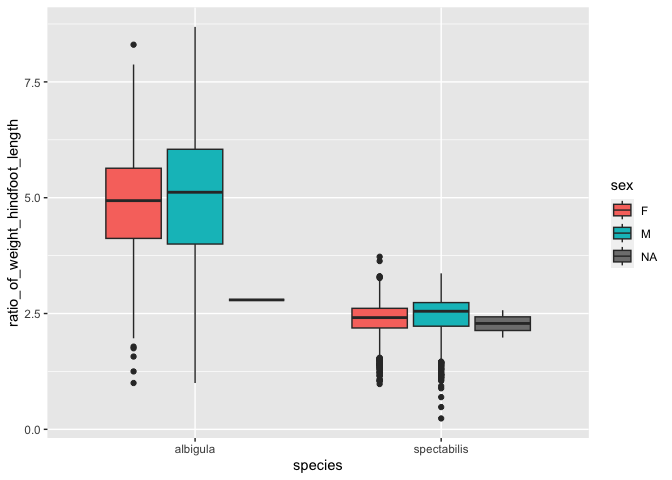 ratio_of_weight_hindfoot_length
7.5
5.0
2.5
0.0
albigula
spectabilis
species
sex
F
M
NA